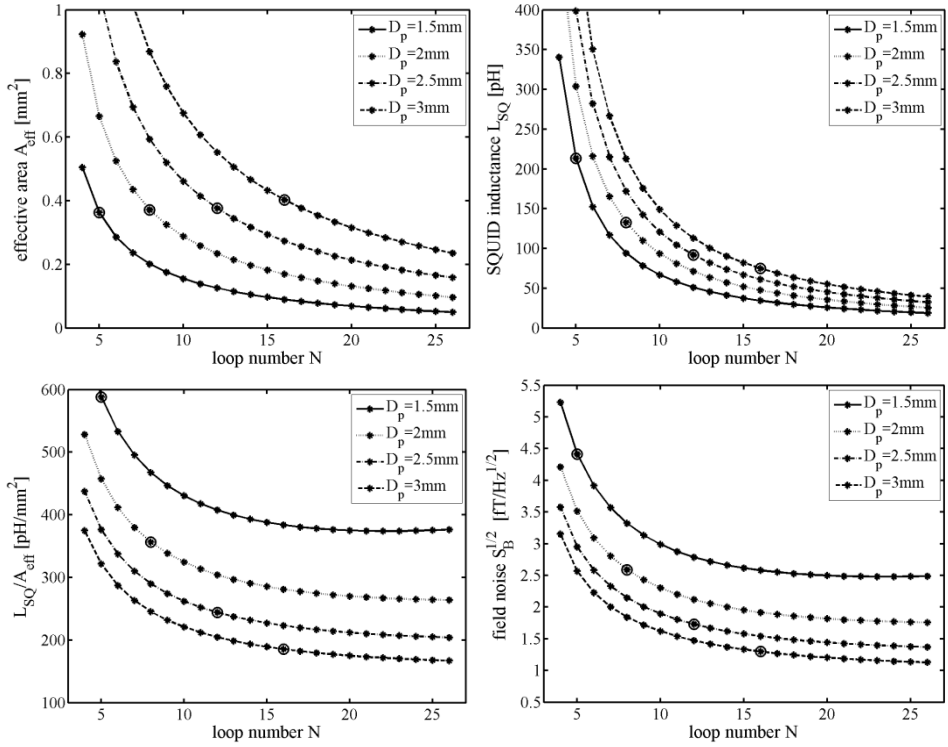 effective area A_eff [mm²]
1
0.8
0.6
0.4
0.2
0
5
10
15
20
25
loop number N
D_p=1.5mm
D_p=2mm
D_p=2.5mm
D_p=3mm
SQUID inductance L_SQ [pH]
400
350
300
250
200
150
100
50
0
5
10
15
20
25
loop number N
D_p=1.5mm
D_p=2mm
D_p=2.5mm
D_p=3mm
L_SQ/A_eff [pH/mm²]
600
500
400
300
200
100
5
10
15
20
25
loop number N
D_p=1.5mm
D_p=2mm
D_p=2.5mm
D_p=3mm
field noise S_B^1/2 [fT/Hz^1/2]
5.5
5
4.5
4
3.5
3
2.5
2
1.5
1
0.5
5
10
15
20
25
loop number N
D_p=1.5mm
D_p=2mm
D_p=2.5mm
D_p=3mm